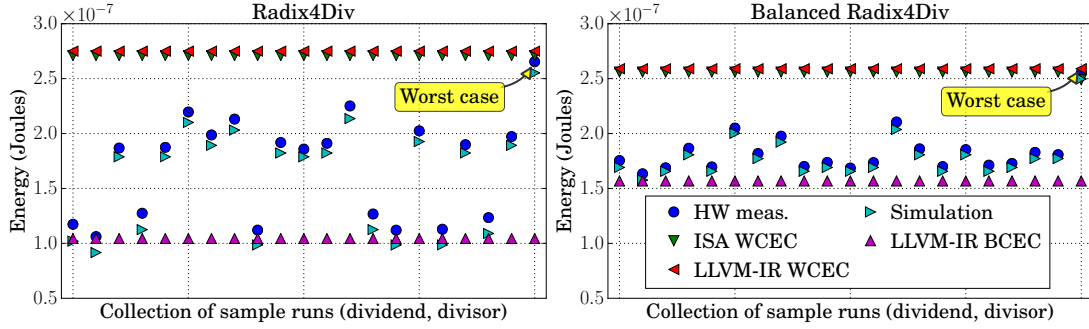 Radix4Div
×10⁻⁷
3.0
2.5
2.0
1.5
1.0
0.5
Energy (Joules)
Worst case
Collection of sample runs (dividend, divisor)
Balanced Radix4Div
×10⁻⁷
3.0
2.5
2.0
1.5
1.0
0.5
Energy (Joules)
Worst case
HW meas.
ISA WCEC
LLVM-IR WCEC
Simulation
LLVM-IR BCEC
Collection of sample runs (dividend, divisor)